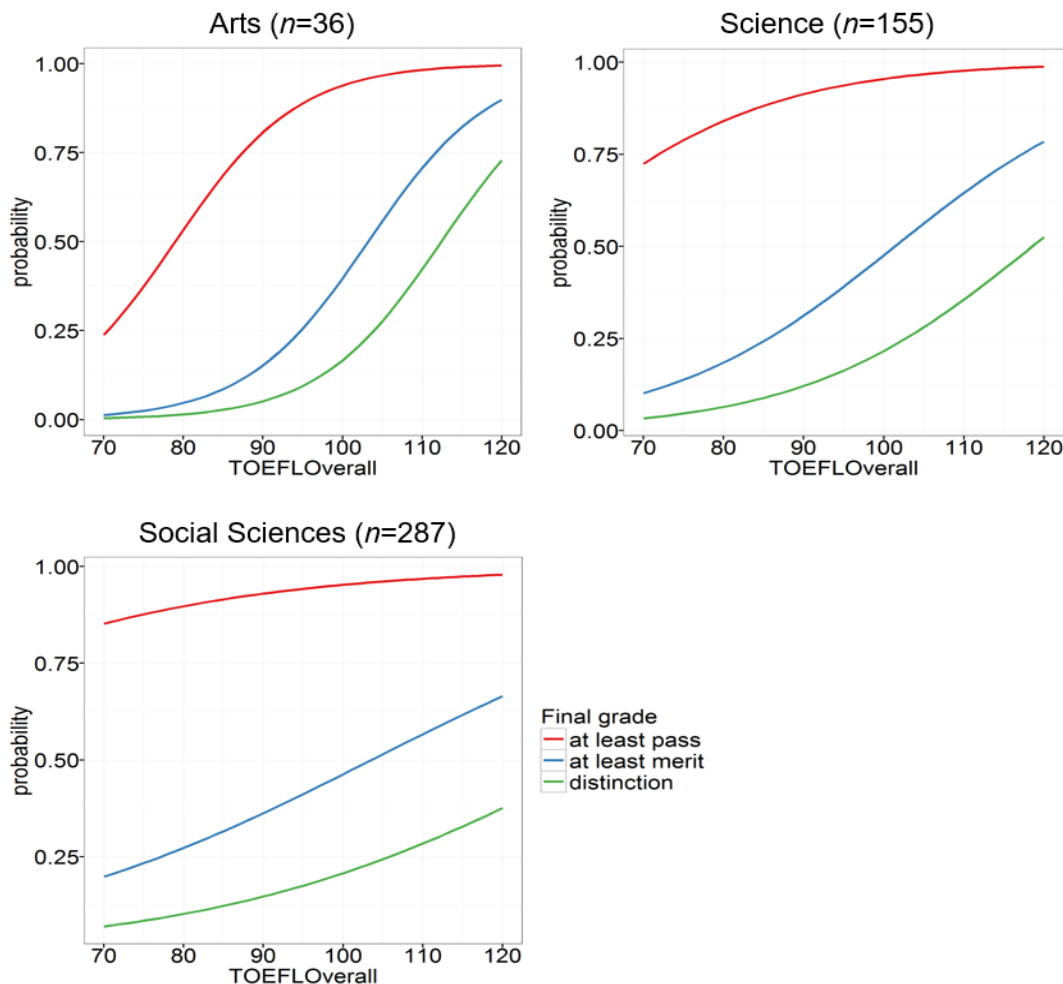 Arts (n=36)
1.00
0.75
0.50
0.25
0.00
probability
70 80 90 100 110 120
TOEFLOverall
Science (n=155)
1.00
0.75
0.50
0.25
0.00
probability
70 80 90 100 110 120
TOEFLOverall
Social Sciences (n=287)
1.00
0.75
0.50
0.25
probability
70 80 90 100 110 120
TOEFLOverall
Final grade
at least pass
at least merit
distinction